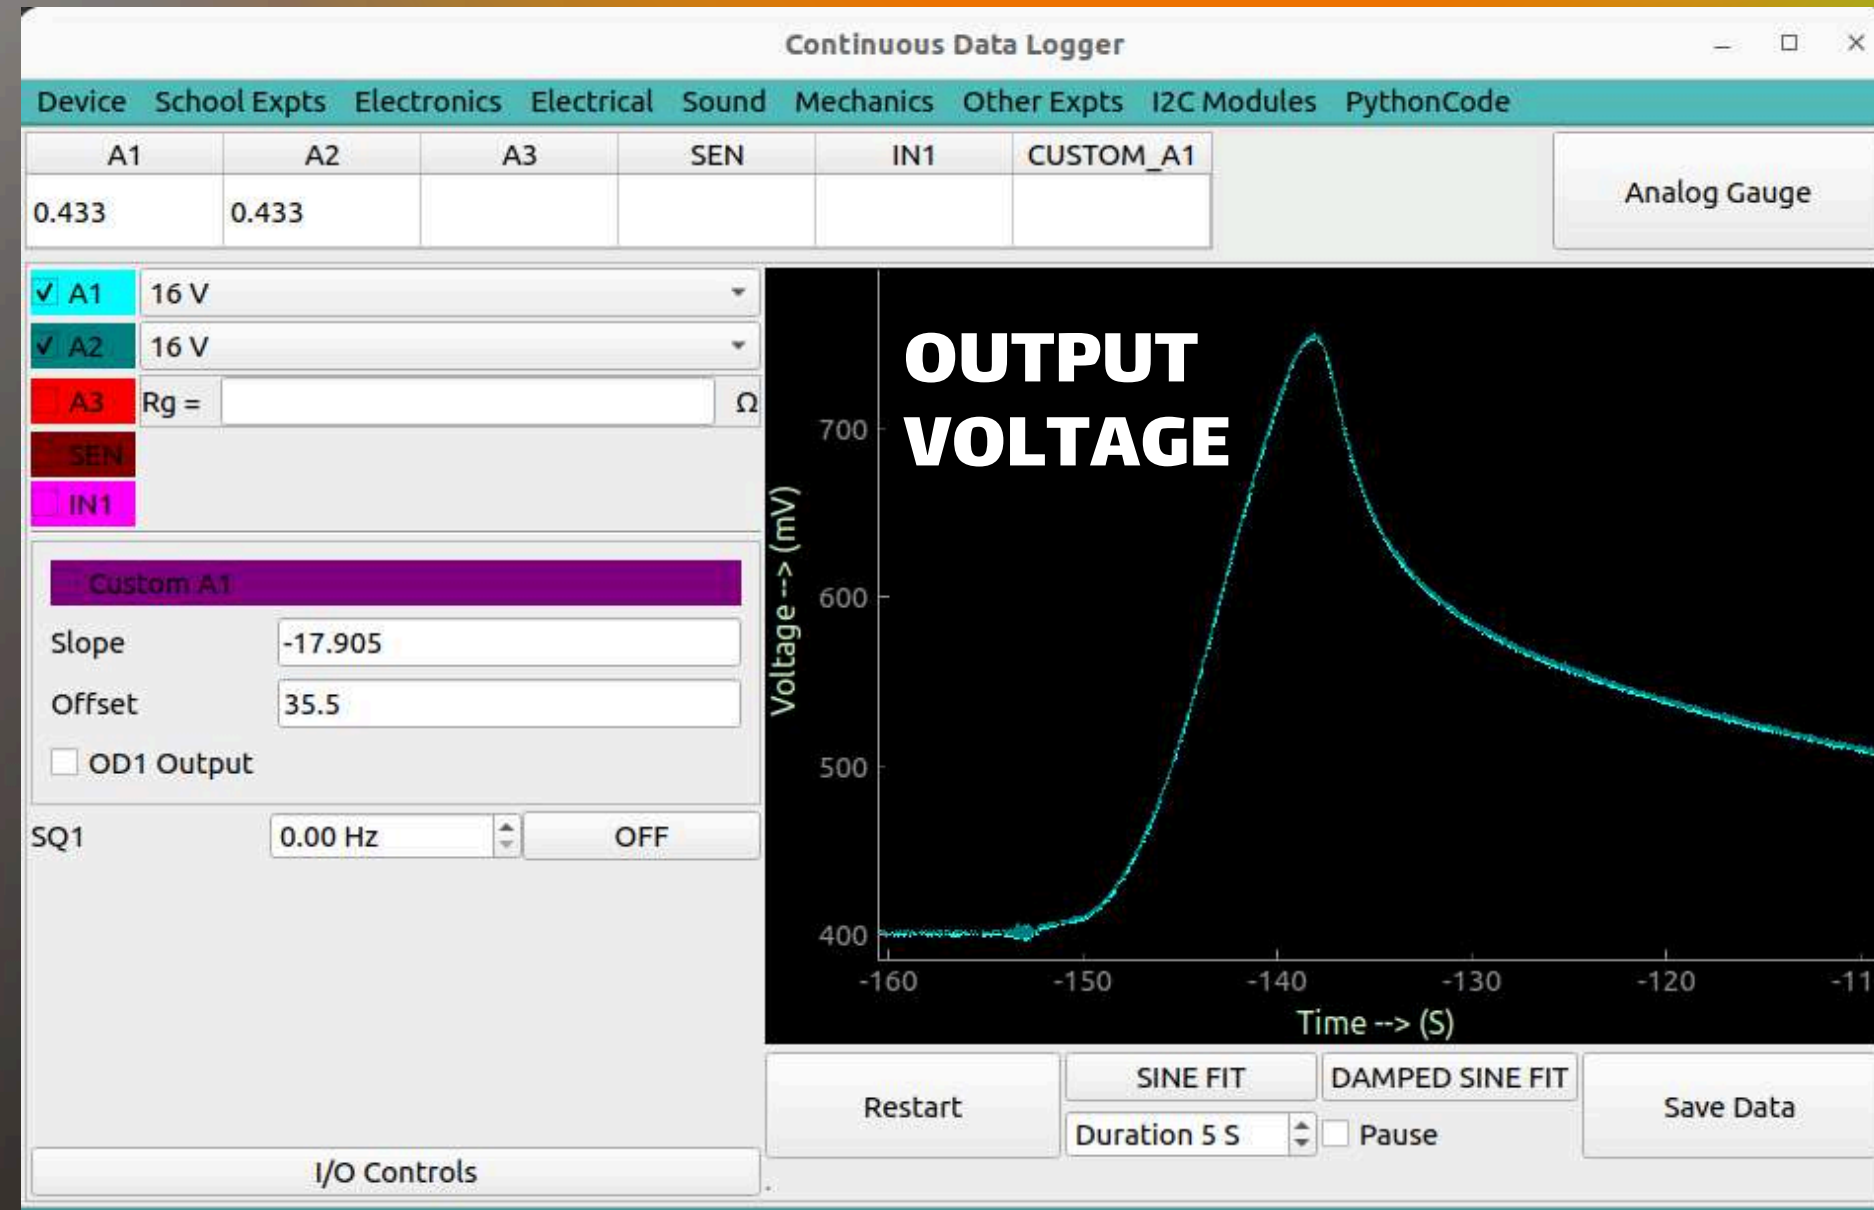 Continuous Data Logger
Device School Expts Electronics Electrical Sound Mechanics Other Expts I2C Modules PythonCode
A1 A2 A3 SEN IN1 CUSTOM_A1
0.433 0.433
Analog Gauge
A1 16 V
A2 16 V
A3 Rg = Ω
SEN
IN1
Custom A1
Slope -17.905
Offset 35.5
OD1 Output
SQ1 0.00 Hz OFF
I/O Controls
OUTPUT
VOLTAGE
Voltage --> (mV)
700
600
500
400
-160 -150 -140 -130 -120 -11
Time --> (S)
Restart
SINE FIT DAMPED SINE FIT
Duration 5 S Pause
Save Data